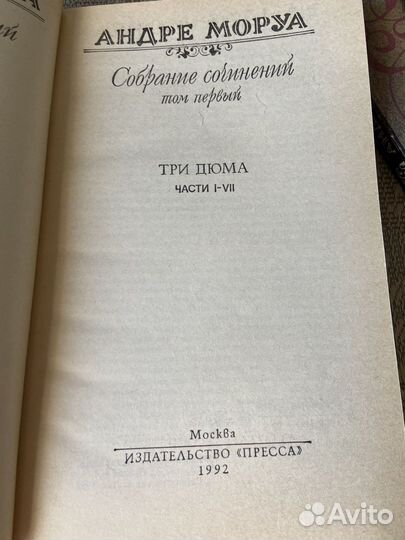 АНДРЕ МОРУА
Собрание сочинений
том первый
ТРИ ДЮМА
ЧАСТИ I-VII
Москва
ИЗДАТЕЛЬСТВО «ПРЕССА»
1992
Avito